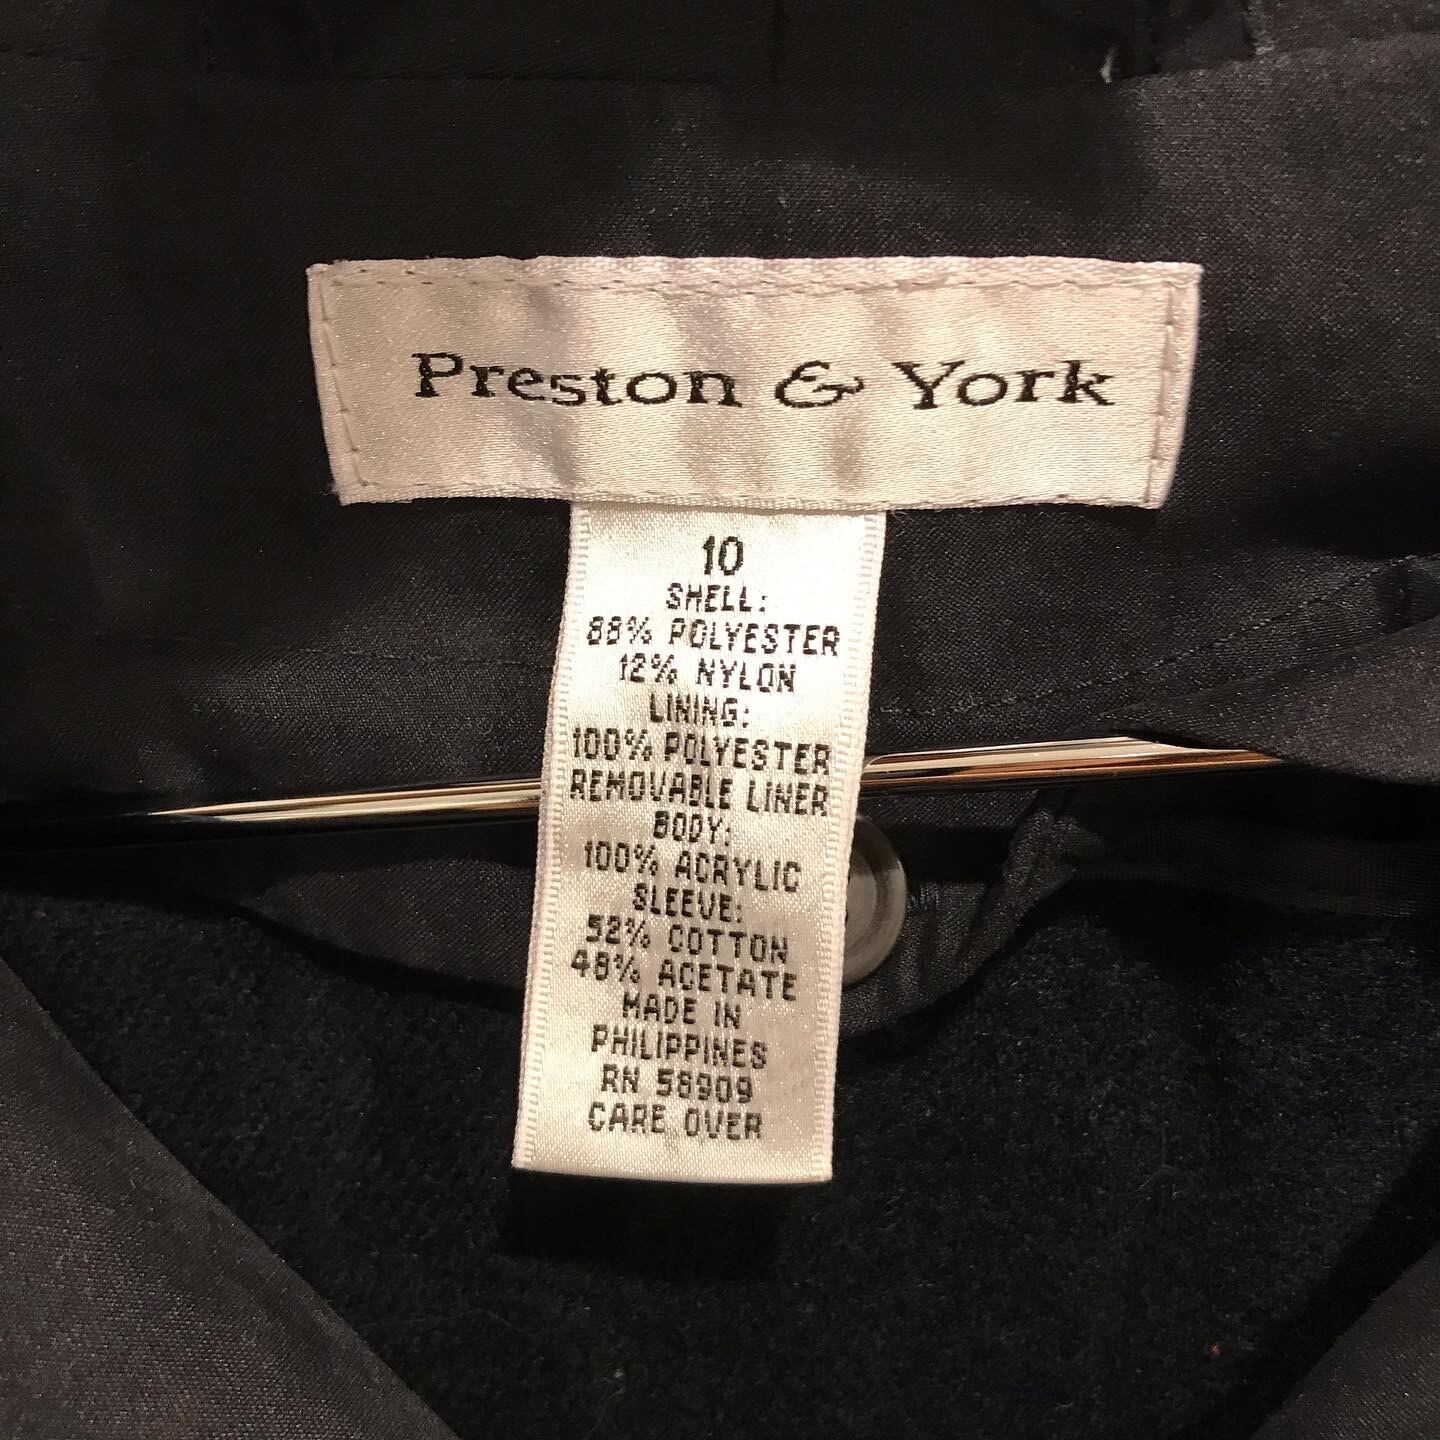 Preston & York
10
SHELL:
88% POLYESTER
12% NYLON
LINING:
100% POLYESTER
REMOVABLE LINER
BODY:
100% ACRYLIC
SLEEVE:
52% COTTON
48% ACETATE
MADE IN
PHILIPPINES
RN 58909
CARE OVER